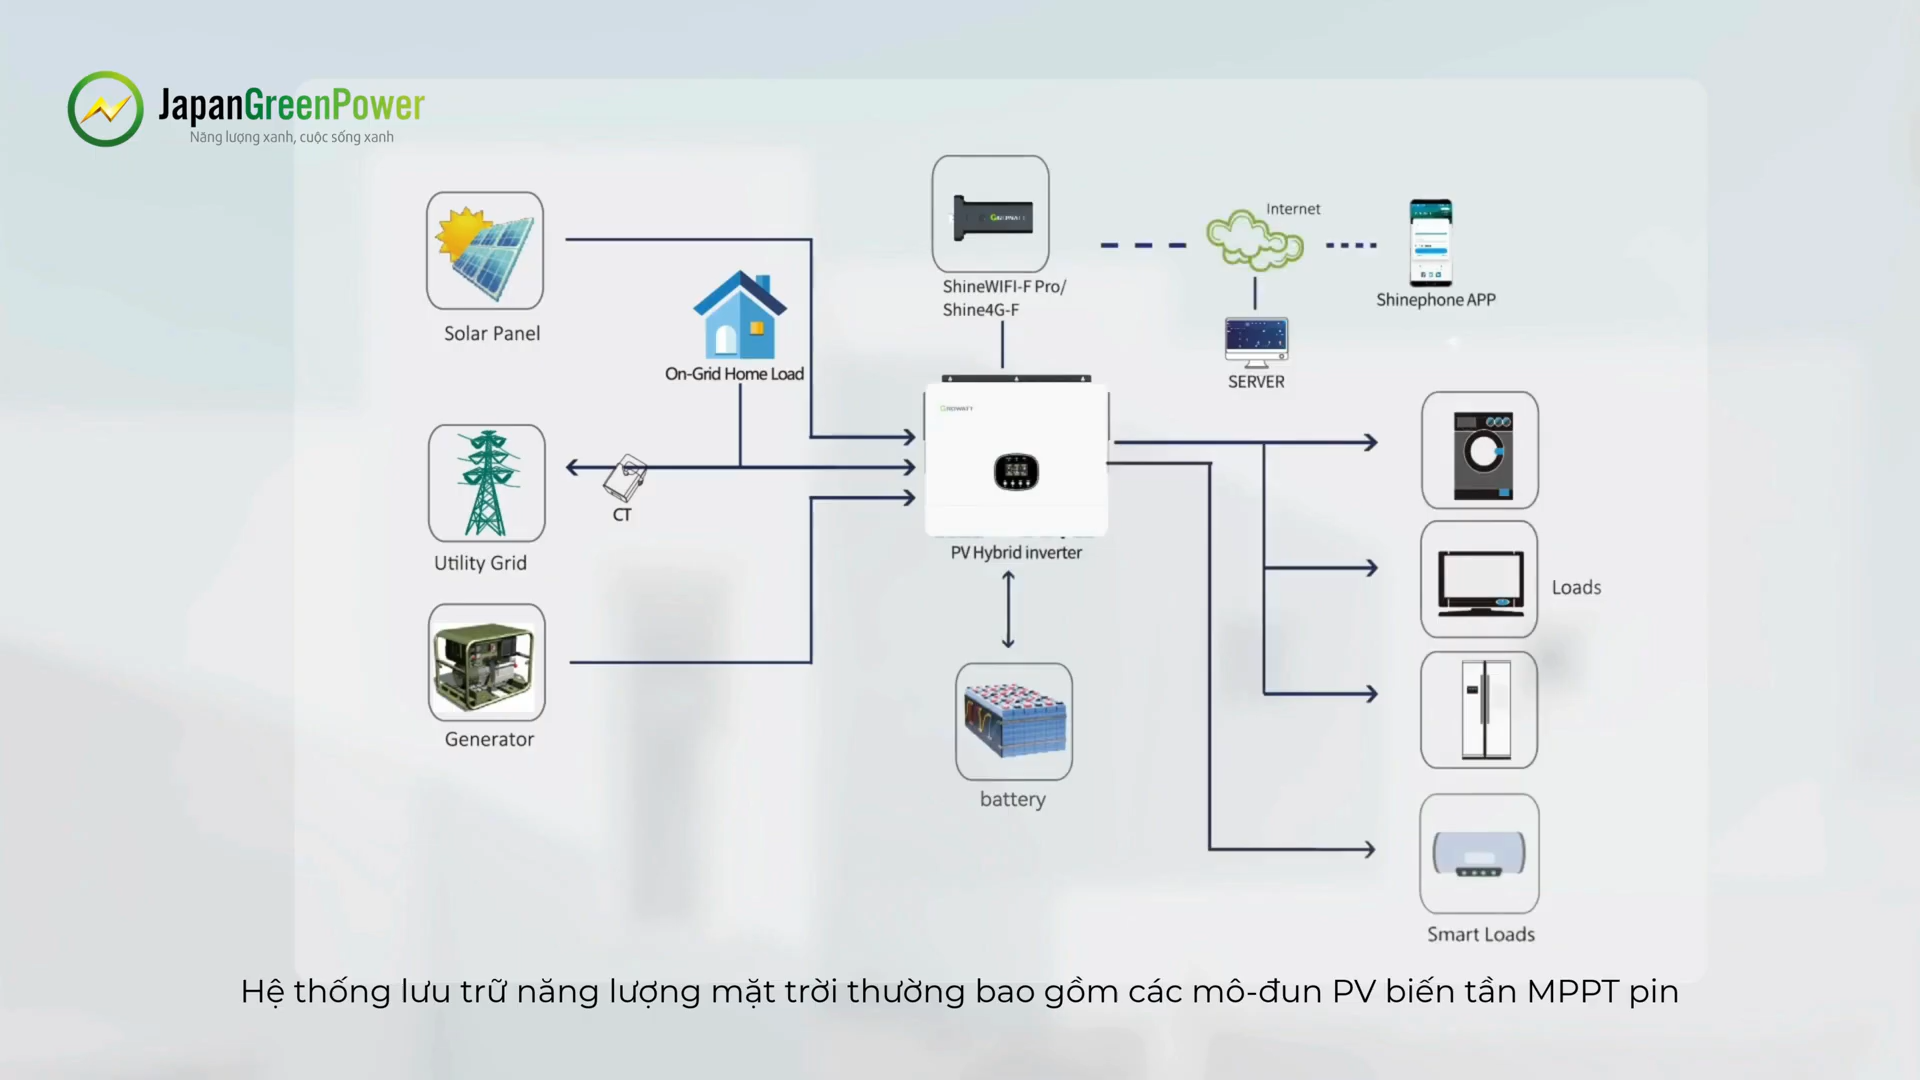 JapanGreenPower
Năng lượng xanh, cuộc sống xanh
Solar Panel
On-Grid Home Load
Utility Grid
CT
Generator
GROWATT
ShineWIFI-F Pro/
Shine4G-F
Internet
Shinephone APP
SERVER
GROWATT
PV Hybrid inverter
battery
Loads
Smart Loads
Hệ thống lưu trữ năng lượng mặt trời thường bao gồm các mô-đun PV biến tần MPPT pin